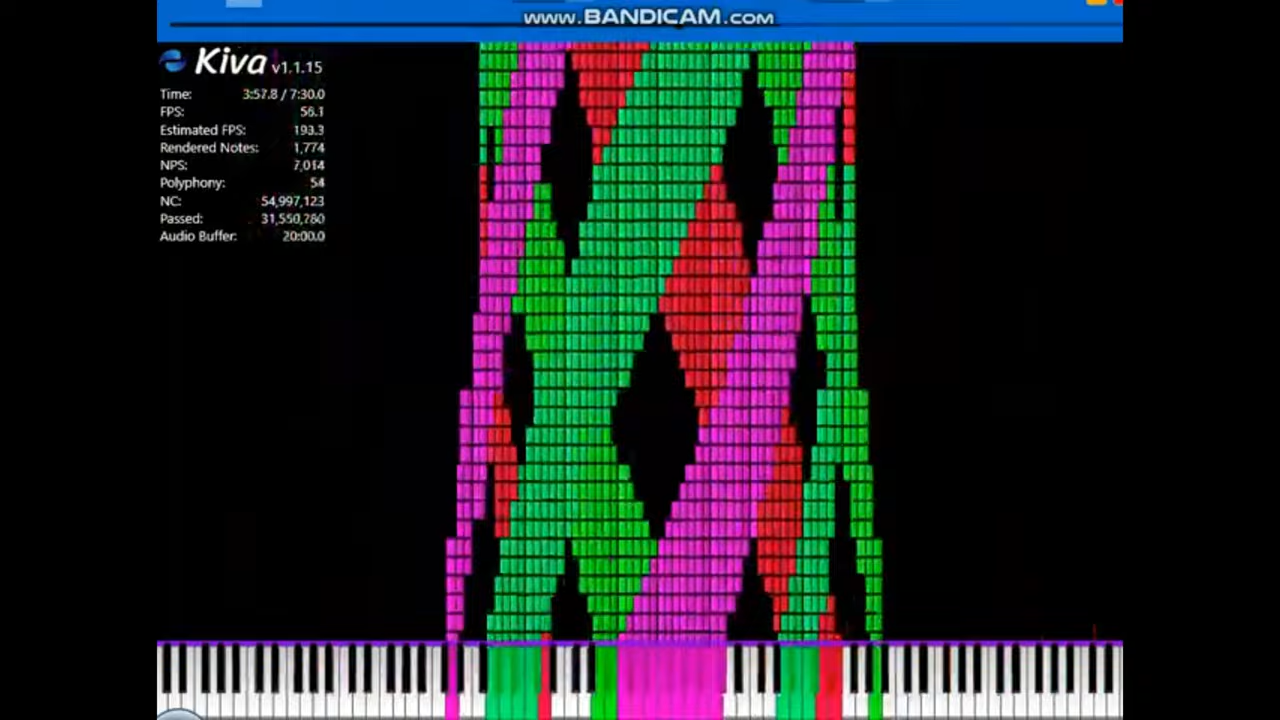 www.BANDICAM.com
Kiva v1.1.15
Time: 3:57.8 / 7:30.0
FPS: 56.1
Estimated FPS: 193.3
Rendered Notes: 1,774
NPS: 7,014
Polyphony: 54
NC: 54,997,123
Passed: 31,550,760
Audio Buffer: 20:00.0